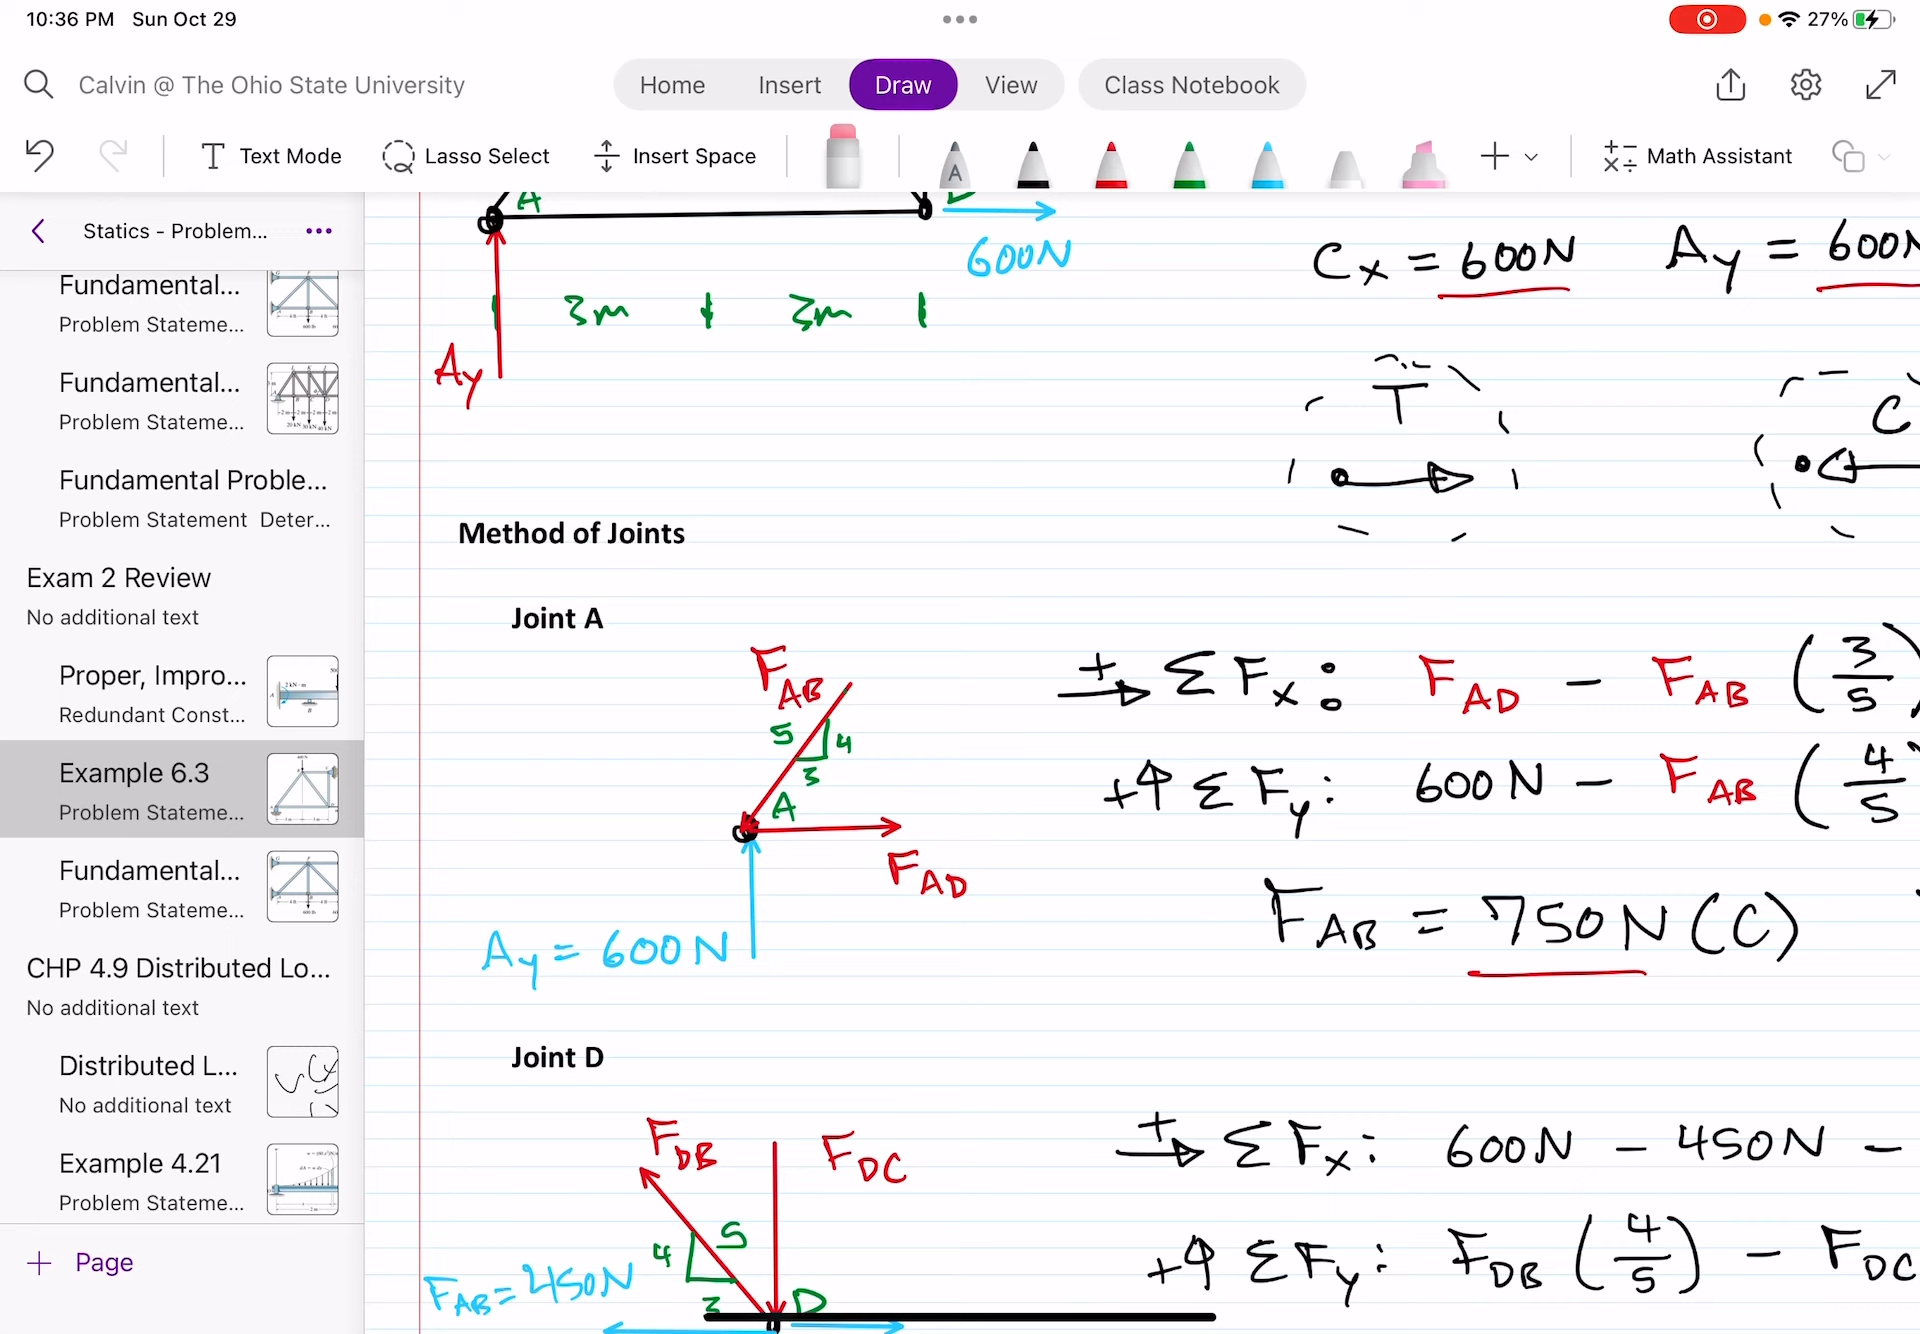 10:36 PM Sun Oct 29
27%
Calvin @ The Ohio State University
Home Insert Draw View Class Notebook
Text Mode Lasso Select Insert Space A Math Assistant
Statics - Problem...
Fundamental...
Problem Stateme...
Fundamental...
Problem Stateme...
Fundamental Proble...
Problem Statement Deter...
Exam 2 Review
No additional text
Proper, Impro...
Redundant Const...
Example 6.3
Problem Stateme...
Fundamental...
Problem Stateme...
CHP 4.9 Distributed Lo...
No additional text
Distributed L...
No additional text
Example 4.21
Problem Stateme...
+ Page
A
600N
3m 3m
Ay
Cx = 600N Ay = 600N
T C
Method of Joints
Joint A
FAB
5 4
3
A
FAD
Ay = 600N
+→ ΣFx: FAD - FAB (3/5)
+↑ ΣFy: 600N - FAB (4/5
FAB = 750N (C)
Joint D
FDB FDC
4 5
3
FAB = 450N
D
+→ ΣFx: 600N - 450N -
+↑ ΣFy: FDB (4/5) - FDC